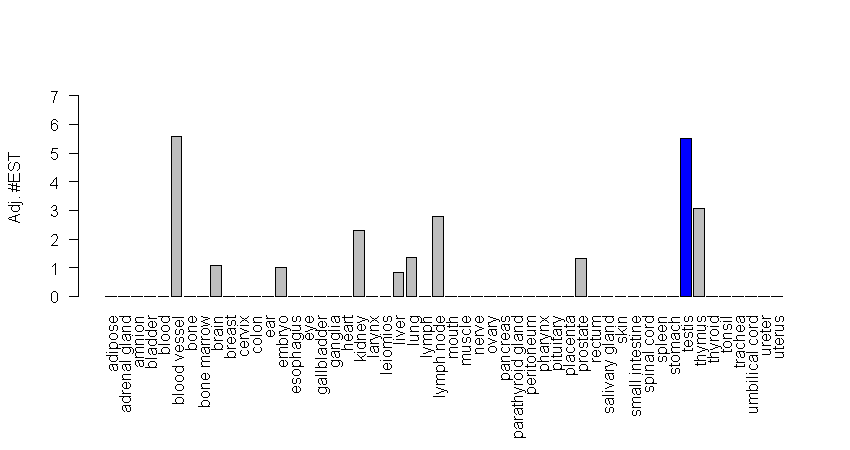 7
6
5
4
3
2
1
0
Adj. #EST
adipose
adrenal gland
amnion
bladder
blood
blood vessel
bone
bone marrow
brain
breast
cervix
colon
ear
embryo
esophagus
eye
gallbladder
ganglia
heart
kidney
larynx
leiomios
liver
lung
lymph
lymph node
mouth
muscle
nerve
ovary
pancreas
parathyroid gland
peritoneum
pharynx
pituitary
placenta
prostate
rectum
salivary gland
skin
small intestine
spinal cord
spleen
stomach
testis
thymus
thyroid
tonsil
trachea
umbilical cord
ureter
uterus